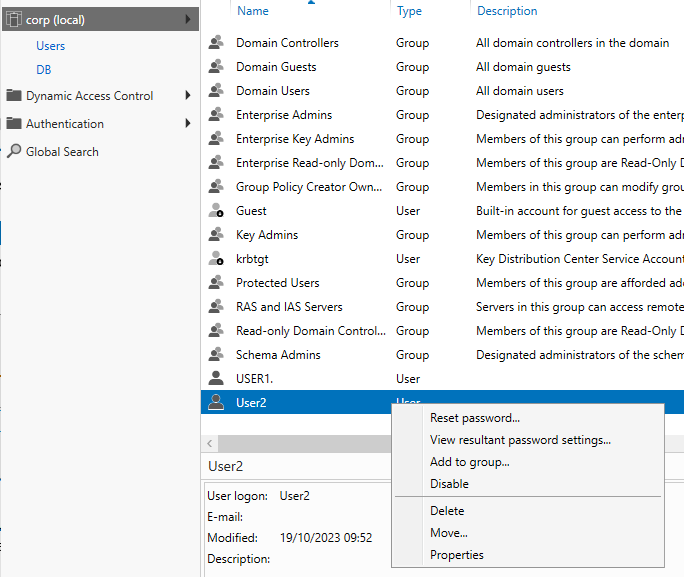 corp (local)
Users
DB
Dynamic Access Control
Authentication
Global Search
Name Type Description
Domain Controllers Group All domain controllers in the domain
Domain Guests Group All domain guests
Domain Users Group All domain users
Enterprise Admins Group Designated administrators of the enterp
Enterprise Key Admins Group Members of this group can perform adm
Enterprise Read-only Dom... Group Members of this group are Read-Only D
Group Policy Creator Own... Group Members in this group can modify group
Guest User Built-in account for guest access to the
Key Admins Group Members of this group can perform adm
krbtgt User Key Distribution Center Service Account
Protected Users Group Members of this group are afforded add
RAS and IAS Servers Group Servers in this group can access remote
Read-only Domain Control... Group Members of this group are Read-Only D
Schema Admins Group Designated administrators of the schem
USER1. User
User2 User
Reset password...
View resultant password settings...
Add to group...
Disable
Delete
Move...
Properties
User2
User logon: User2
E-mail:
Modified: 19/10/2023 09:52
Description: